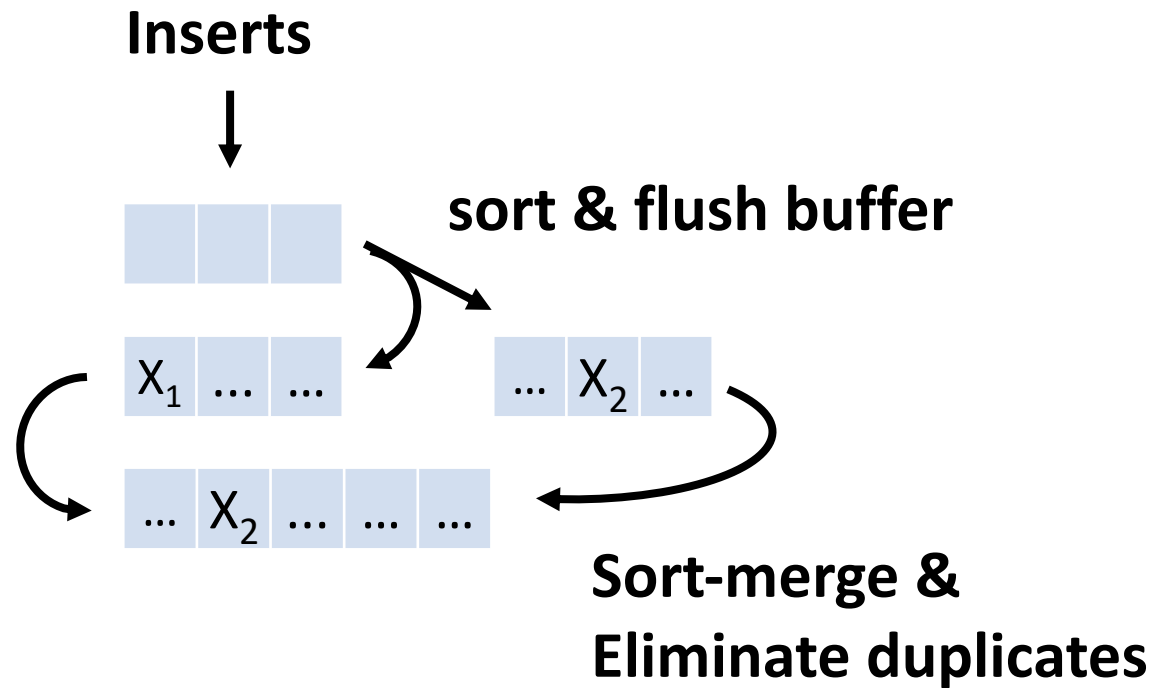 Inserts
sort & flush buffer
X₁ ... ...
... X₂ ...
... X₂ ... ... ...
Sort-merge &
Eliminate duplicates